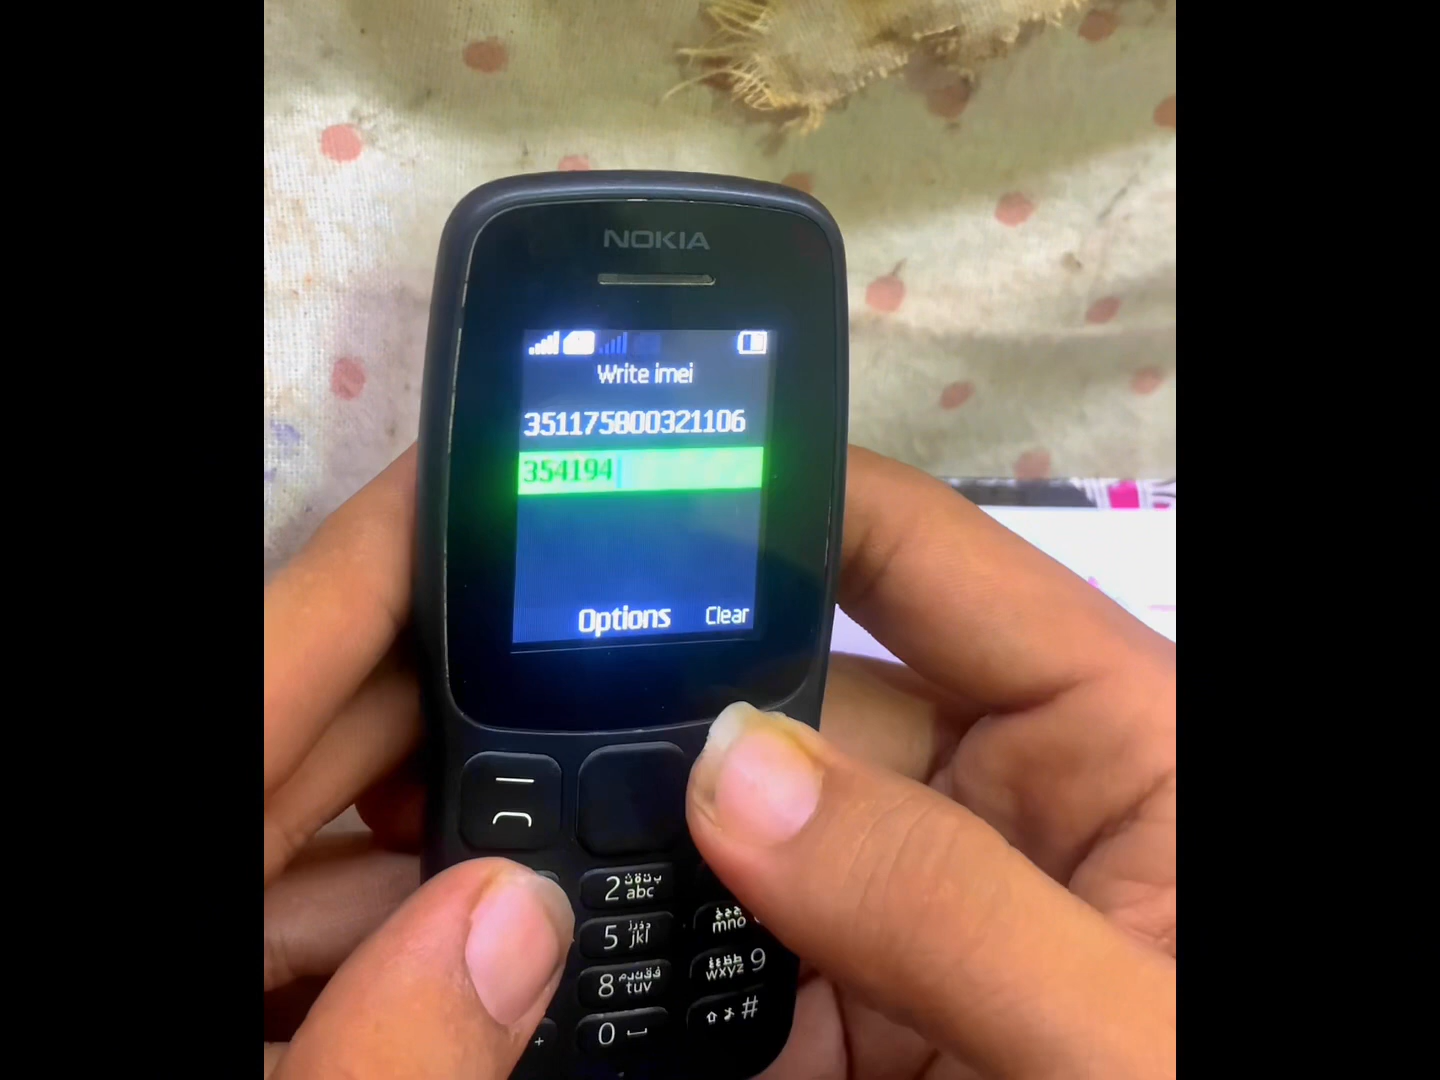 NOKIA
Write imei
351175800321106
354194
Options Clear
2 abc
5 jkl
mno
8 tuv
wxyz 9
0
#
+